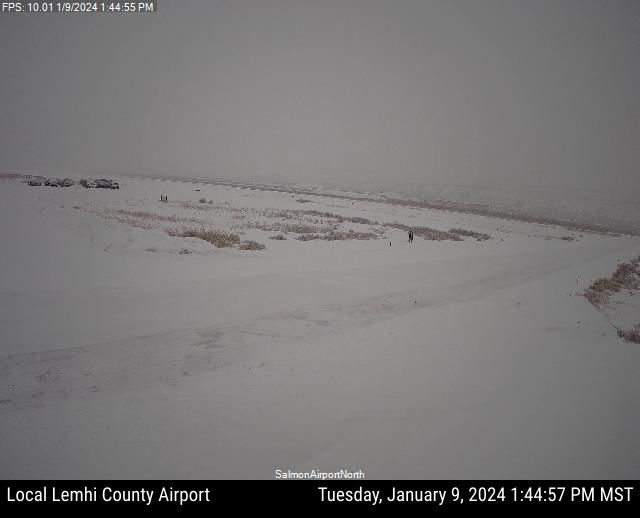 FPS: 10.01 1/9/2024 1:44:55 PM
SalmonAirportNorth
Local Lemhi County Airport Tuesday, January 9, 2024 1:44:57 PM MST